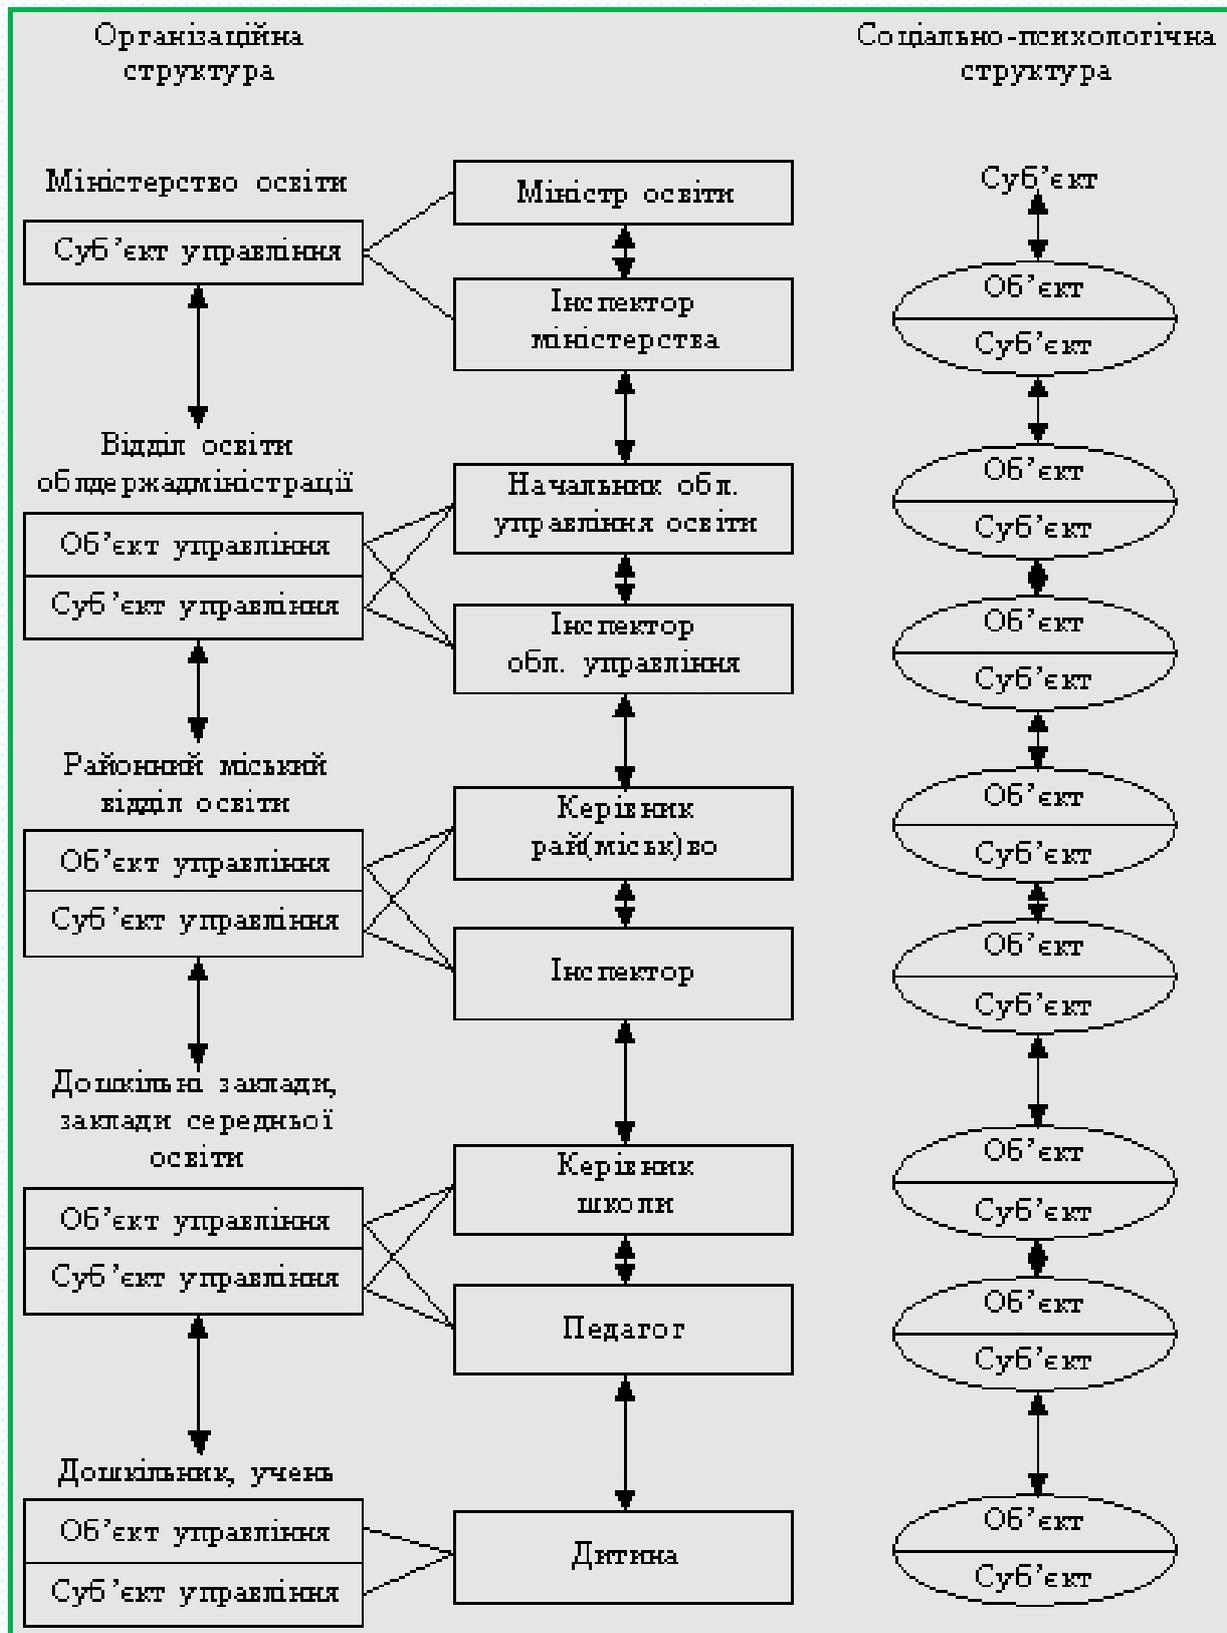 Організаційна
структура
Соціально-психологічна
структура
Міністерство освіти
Суб’єкт управління
Міністр освіти
Інспектор
міністерства
Суб’єкт
Об’єкт
Суб’єкт
Відділ освіти
облдержадміністрації
Об’єкт управління
Суб’єкт управління
Начальник обл.
управління освіти
Інспектор
обл. управління
Об’єкт
Суб’єкт
Об’єкт
Суб’єкт
Районний міський
відділ освіти
Об’єкт управління
Суб’єкт управління
Керівник
рай(міськ)во
Інспектор
Об’єкт
Суб’єкт
Об’єкт
Суб’єкт
Дошкільні заклади,
заклади середньої
освіти
Об’єкт управління
Суб’єкт управління
Керівник
школи
Педагог
Об’єкт
Суб’єкт
Об’єкт
Суб’єкт
Дошкільник, учень
Об’єкт управління
Суб’єкт управління
Дитина
Об’єкт
Суб’єкт